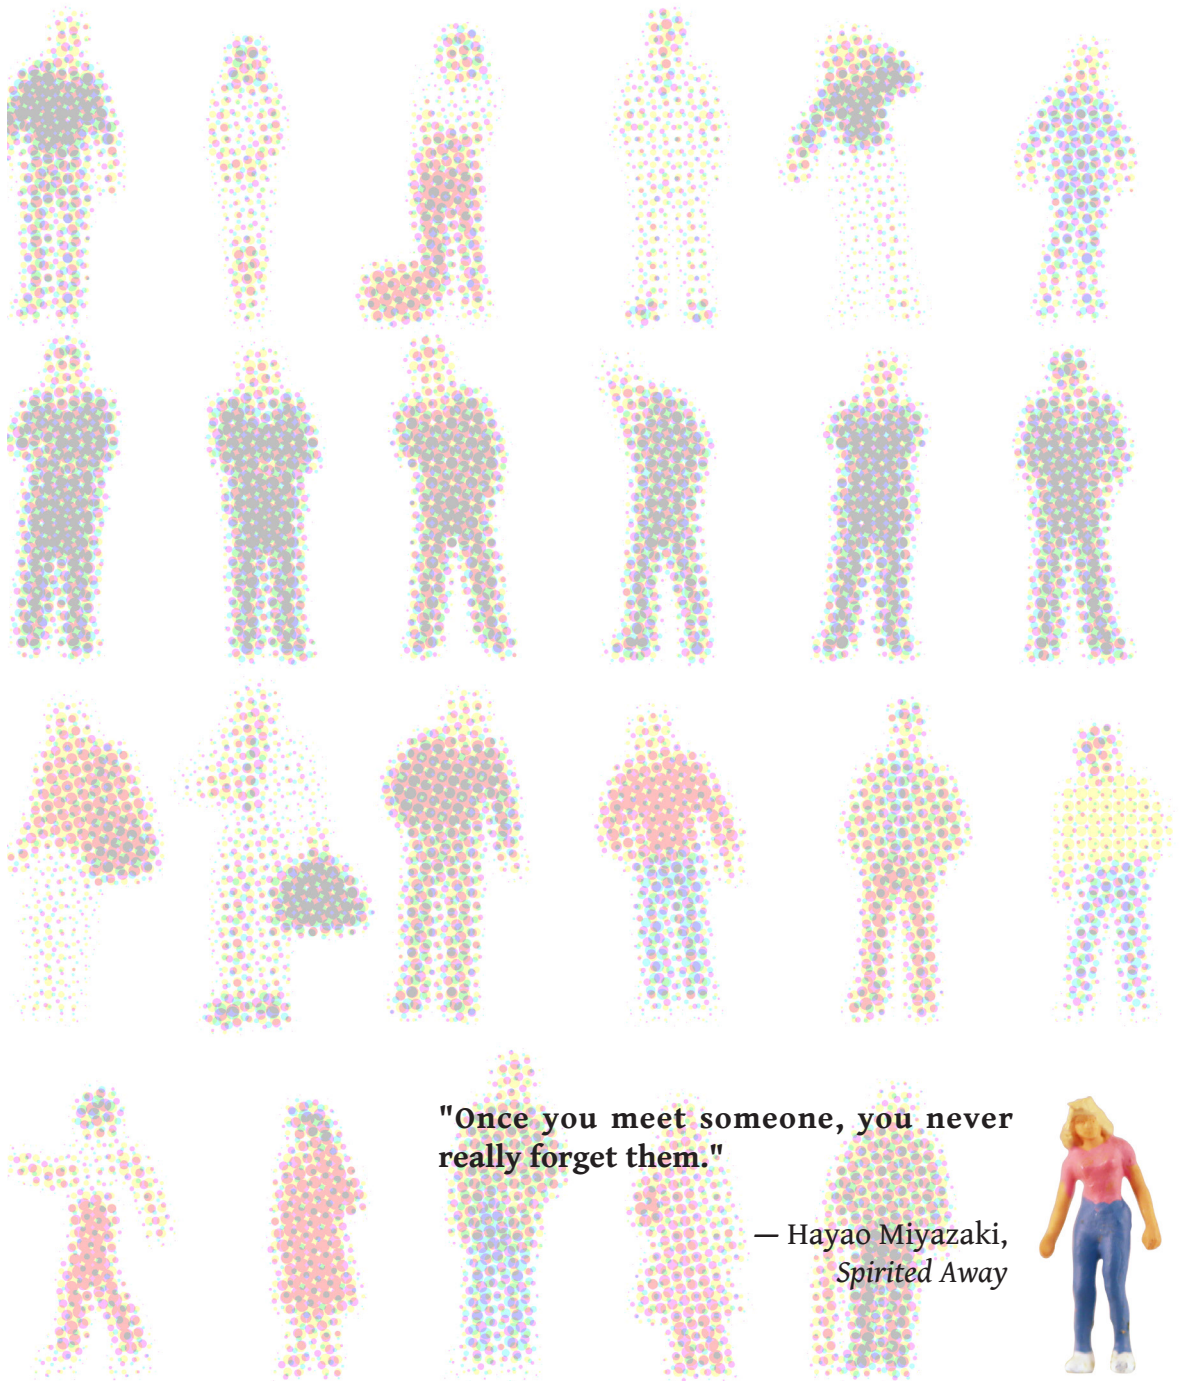 "Once you meet someone, you never
really forget them."
— Hayao Miyazaki,
Spirited Away